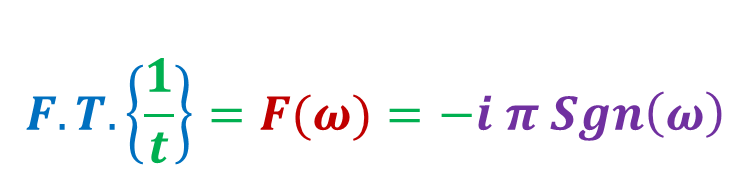 F.T.{1/t} = F(ω) = −i π Sgn(ω)